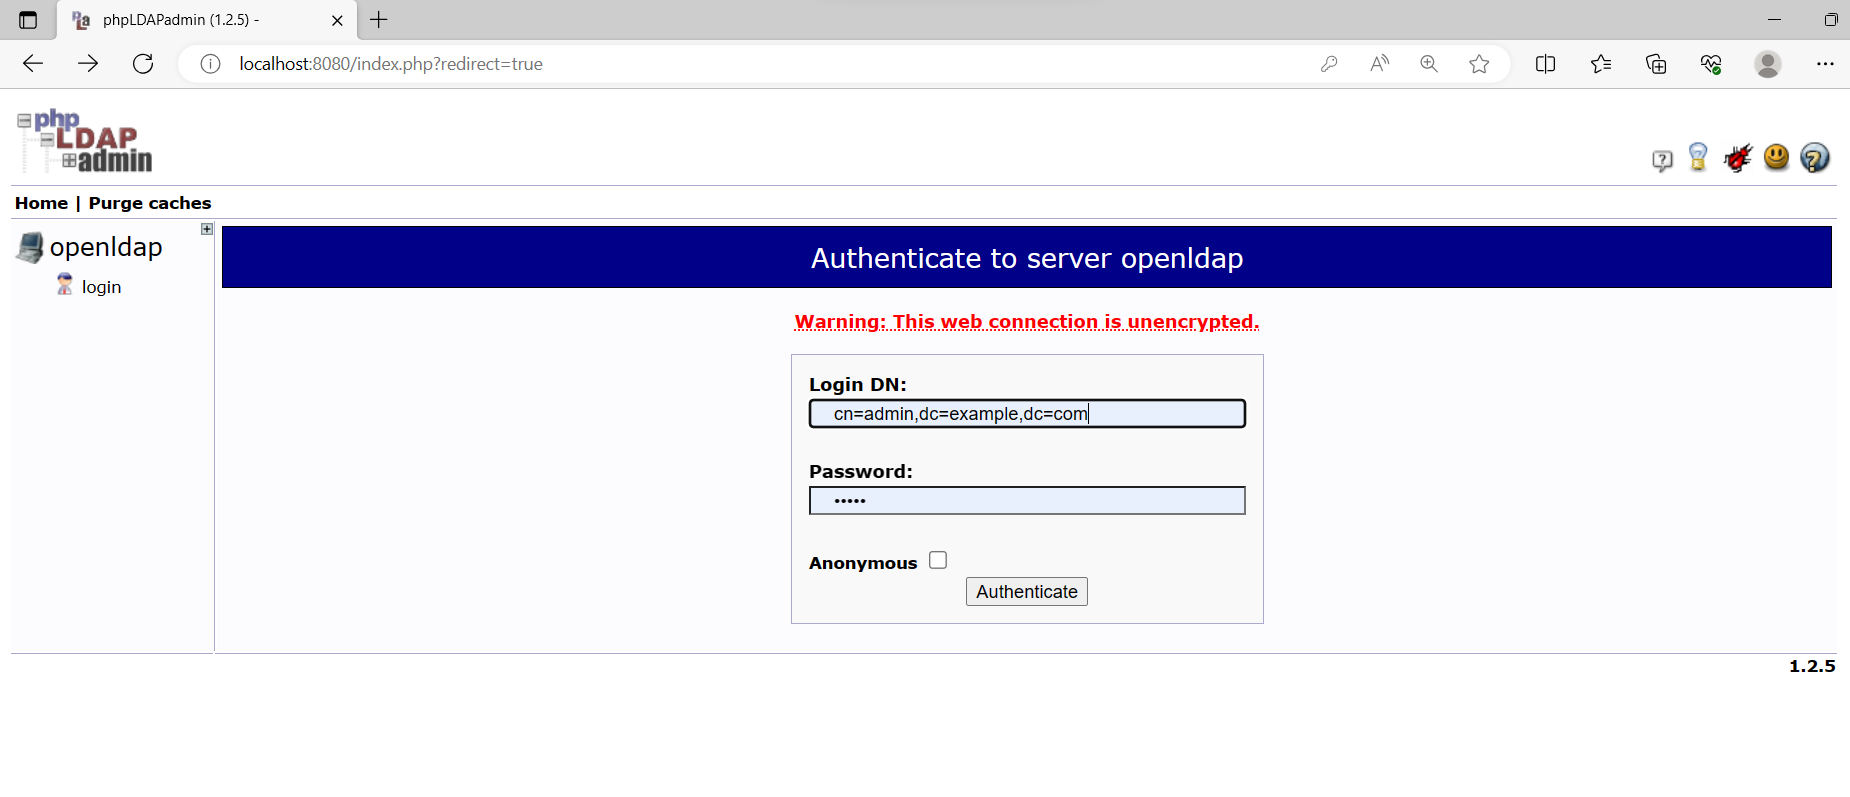 phpLDAPadmin (1.2.5) -
localhost:8080/index.php?redirect=true
php
LDAP
admin
Home | Purge caches
openldap
login
Authenticate to server openldap
Warning: This web connection is unencrypted.
Login DN:
cn=admin,dc=example,dc=com
Password:
•••••
Anonymous
Authenticate
1.2.5